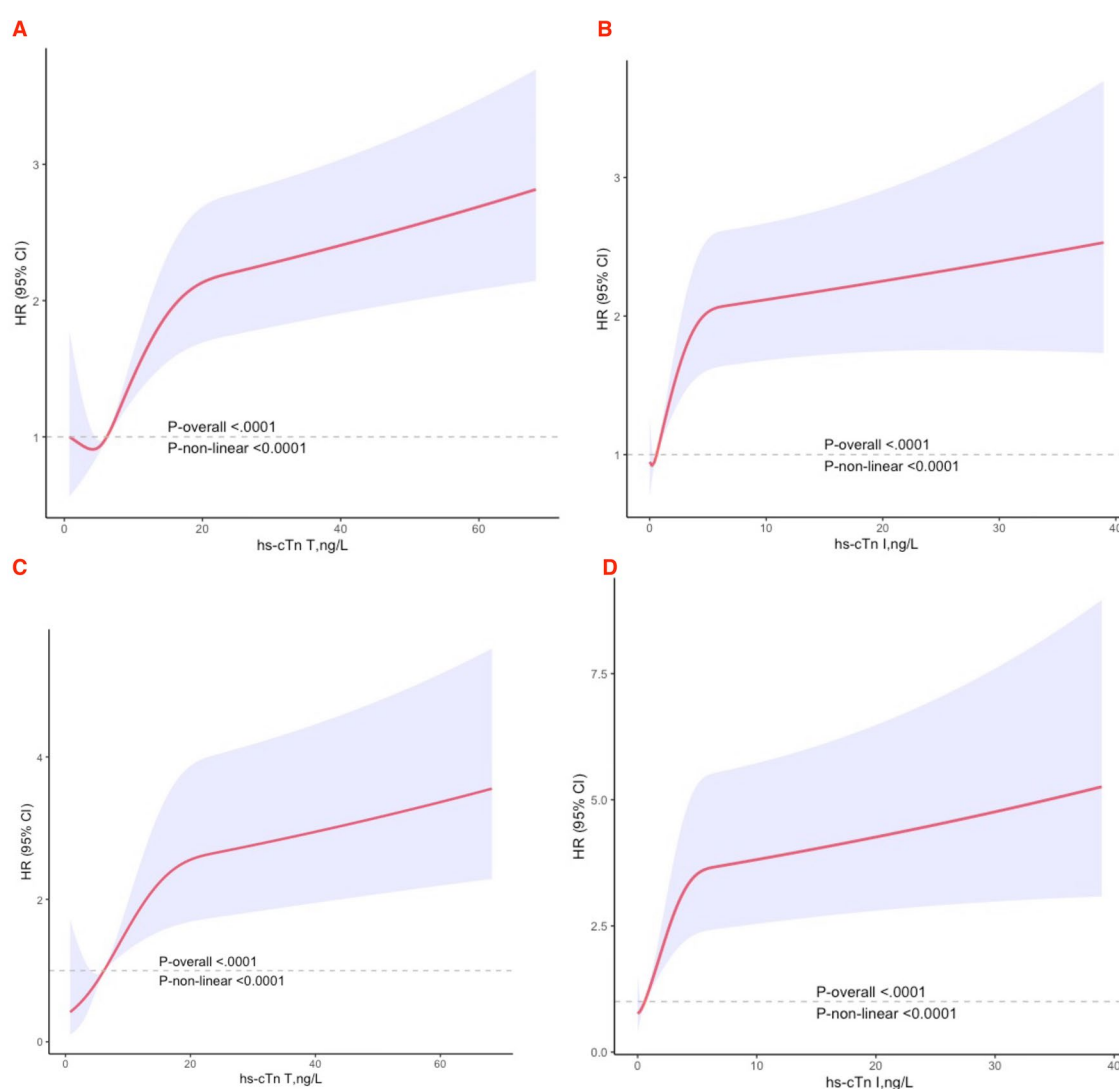 A
HR (95% CI)
3
2
1
P-overall <.0001
P-non-linear <0.0001
0
20
40
60
hs-cTn T,ng/L
B
HR (95% CI)
3
2
1
P-overall <.0001
P-non-linear <0.0001
0
10
20
30
40
hs-cTn I,ng/L
C
HR (95% CI)
4
2
0
P-overall <.0001
P-non-linear <0.0001
0
20
40
60
hs-cTn T,ng/L
D
HR (95% CI)
7.5
5.0
2.5
0.0
P-overall <.0001
P-non-linear <0.0001
0
10
20
30
40
hs-cTn I,ng/L